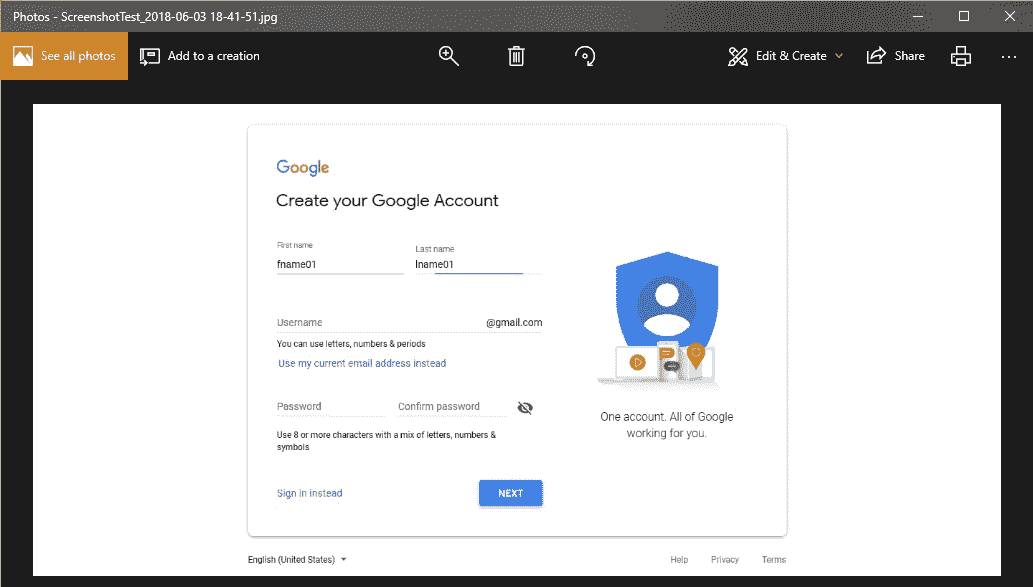 Photos - ScreenshotTest_2018-06-03 18-41-51.jpg
See all photos
Add to a creation
Edit & Create
Share
Google
Create your Google Account
First name
Last name
fname01
lname01
Username
@gmail.com
You can use letters, numbers & periods
Use my current email address instead
Password
Confirm password
Use 8 or more characters with a mix of letters, numbers &
symbols
One account. All of Google
working for you.
Sign in instead
NEXT
English (United States)
Help
Privacy
Terms